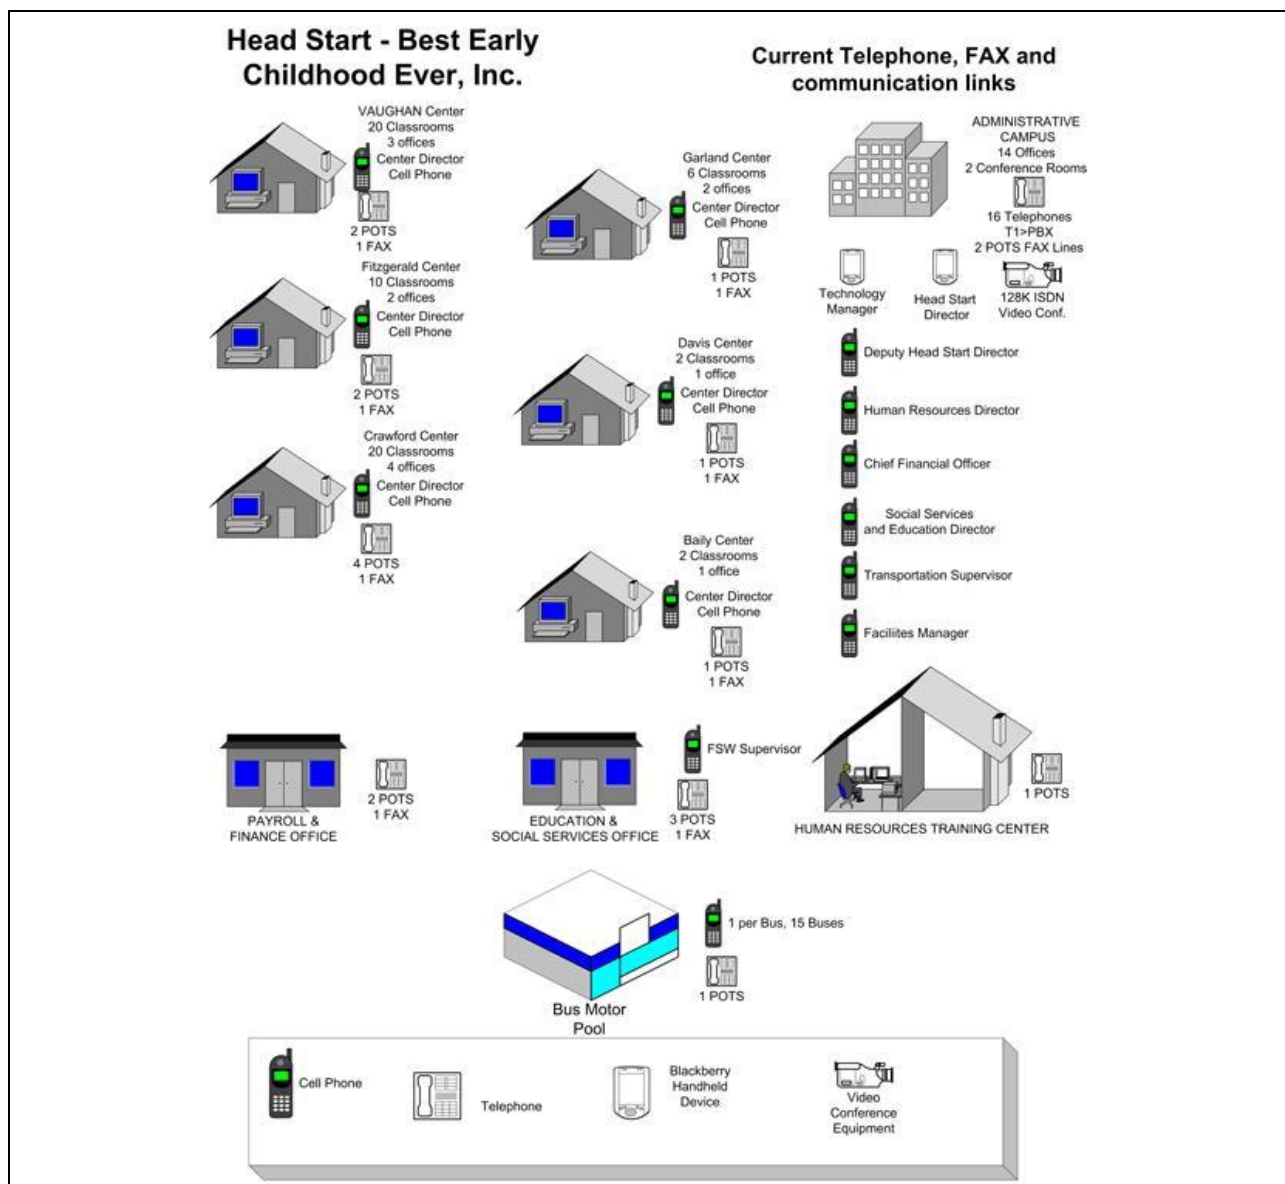 Head Start - Best Early
Childhood Ever, Inc.
Current Telephone, FAX and
communication links
VAUGHAN Center
20 Classrooms
3 offices
Center Director
Cell Phone
2 POTS
1 FAX
Fitzgerald Center
10 Classrooms
2 offices
Center Director
Cell Phone
2 POTS
1 FAX
Crawford Center
20 Classrooms
4 offices
Center Director
Cell Phone
4 POTS
1 FAX
Garland Center
6 Classrooms
2 offices
Center Director
Cell Phone
1 POTS
1 FAX
Davis Center
2 Classrooms
1 office
Center Director
Cell Phone
1 POTS
1 FAX
Baily Center
2 Classrooms
1 office
Center Director
Cell Phone
1 POTS
1 FAX
ADMINISTRATIVE
CAMPUS
14 Offices
2 Conference Rooms
16 Telephones
T1>PBX
2 POTS FAX Lines
Technology
Manager
Head Start
Director
128K ISDN
Video Conf.
Deputy Head Start Director
Human Resources Director
Chief Financial Officer
Social Services
and Education Director
Transportation Supervisor
Faciliites Manager
2 POTS
1 FAX
PAYROLL &
FINANCE OFFICE
FSW Supervisor
3 POTS
1 FAX
EDUCATION &
SOCIAL SERVICES OFFICE
1 POTS
HUMAN RESOURCES TRAINING CENTER
1 per Bus, 15 Buses
1 POTS
Bus Motor
Pool
Cell Phone
Telephone
Blackberry
Handheld
Device
Video
Conference
Equipment